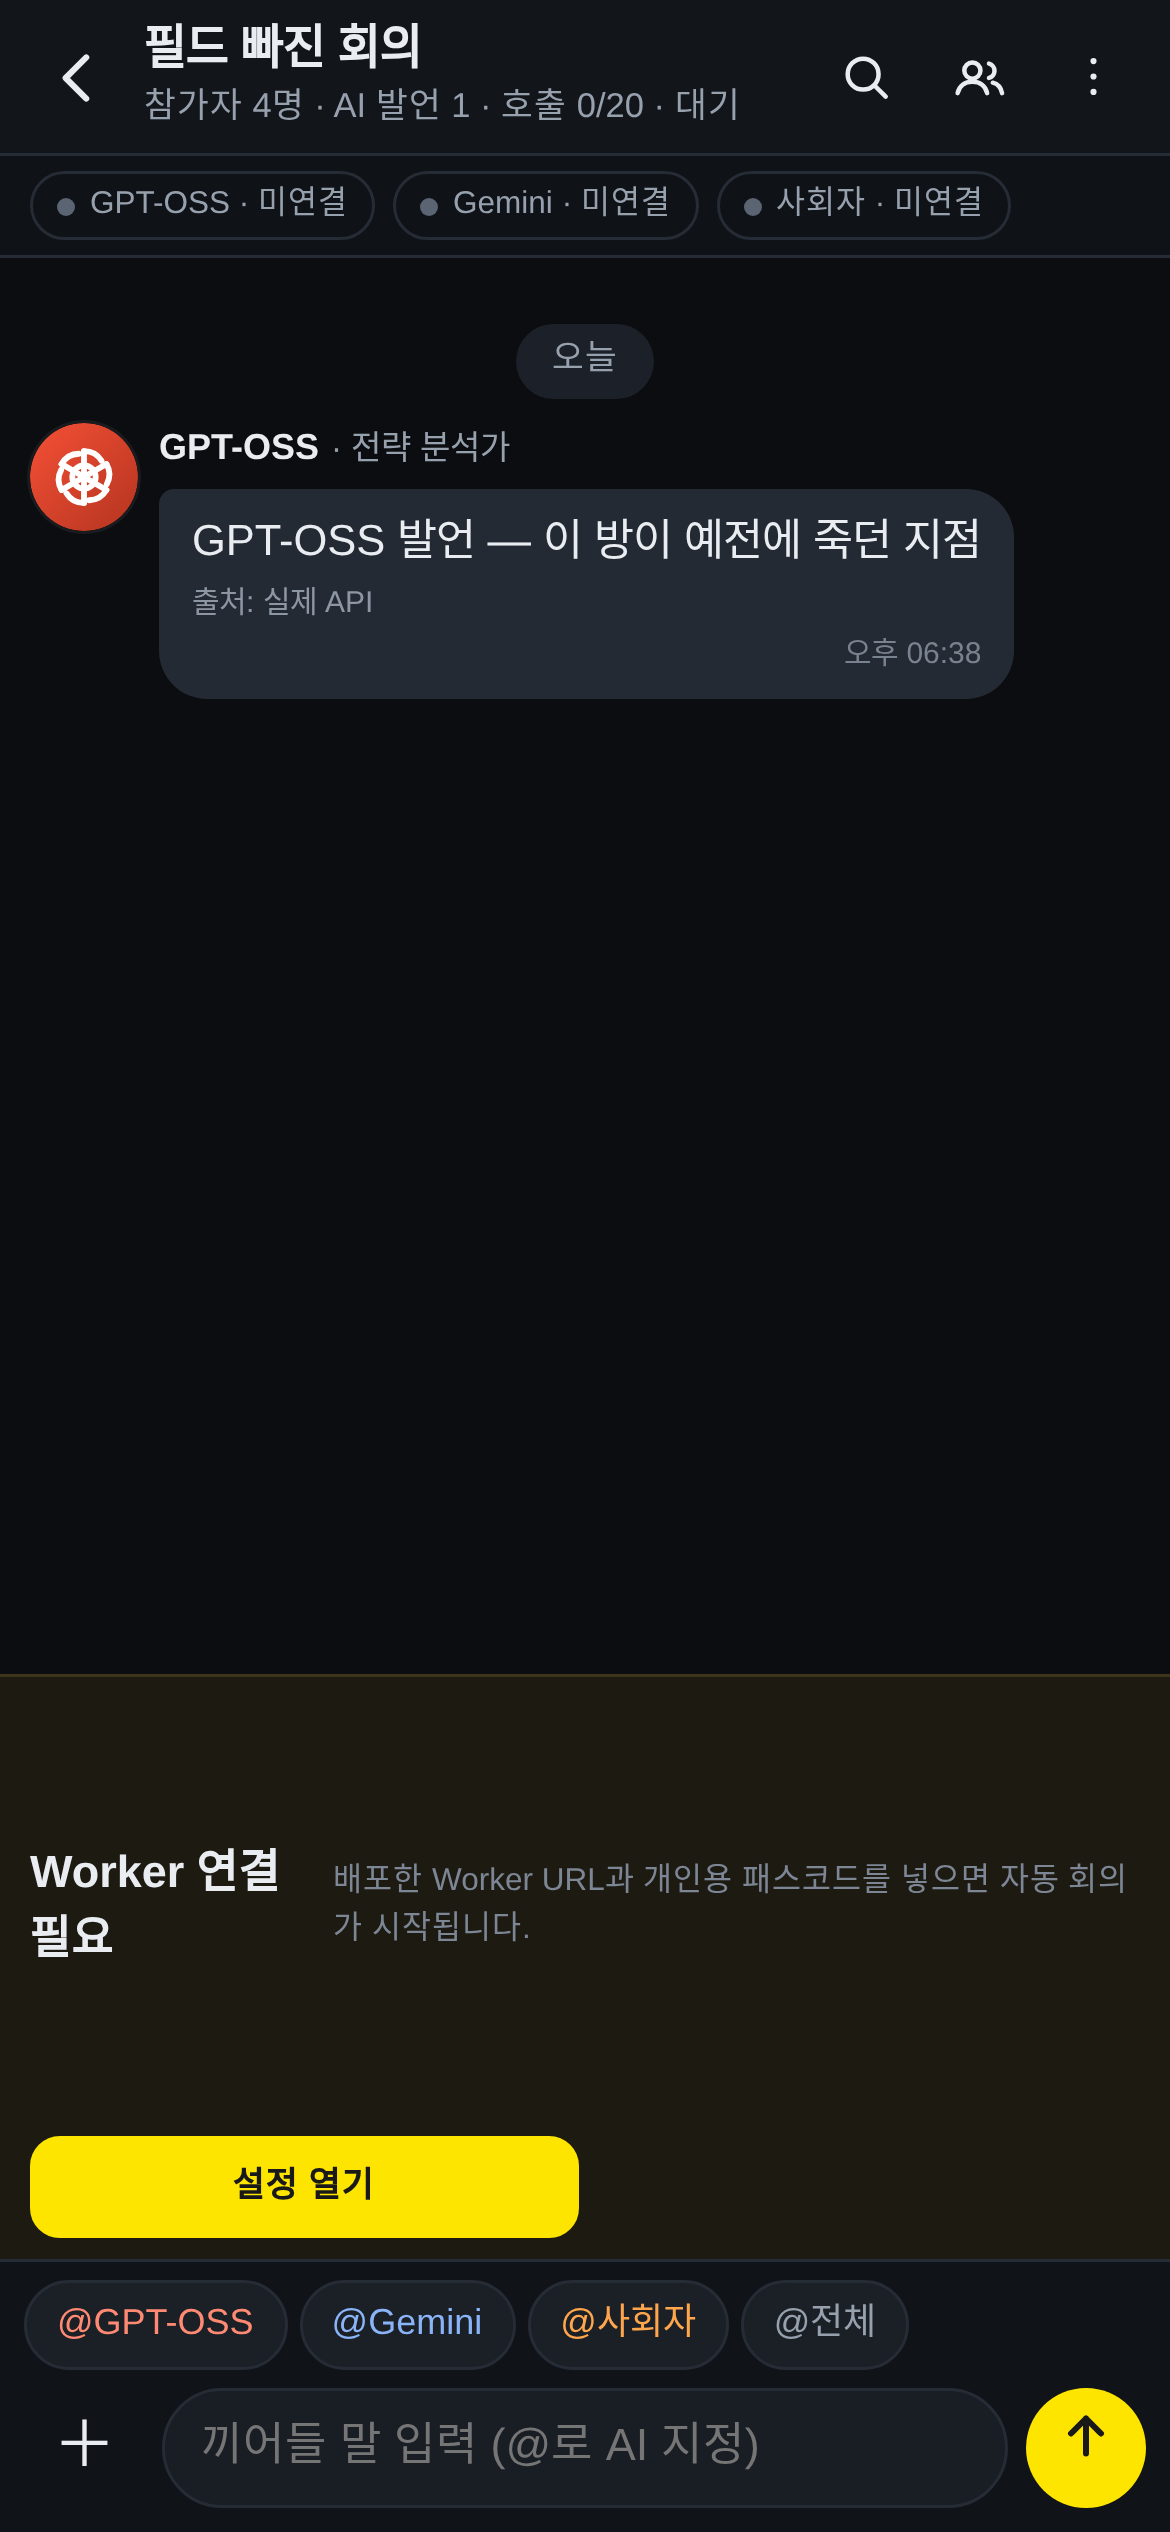 필드 빠진 회의
참가자 4명 · AI 발언 1 · 호출 0/20 · 대기
GPT-OSS · 미연결
Gemini · 미연결
사회자 · 미연결
오늘
GPT-OSS · 전략 분석가
GPT-OSS 발언 — 이 방이 예전에 죽던 지점
출처: 실제 API
오후 06:38
Worker 연결
필요
배포한 Worker URL과 개인용 패스코드를 넣으면 자동 회의
가 시작됩니다.
설정 열기
@GPT-OSS
@Gemini
@사회자
@전체
끼어들 말 입력 (@로 AI 지정)